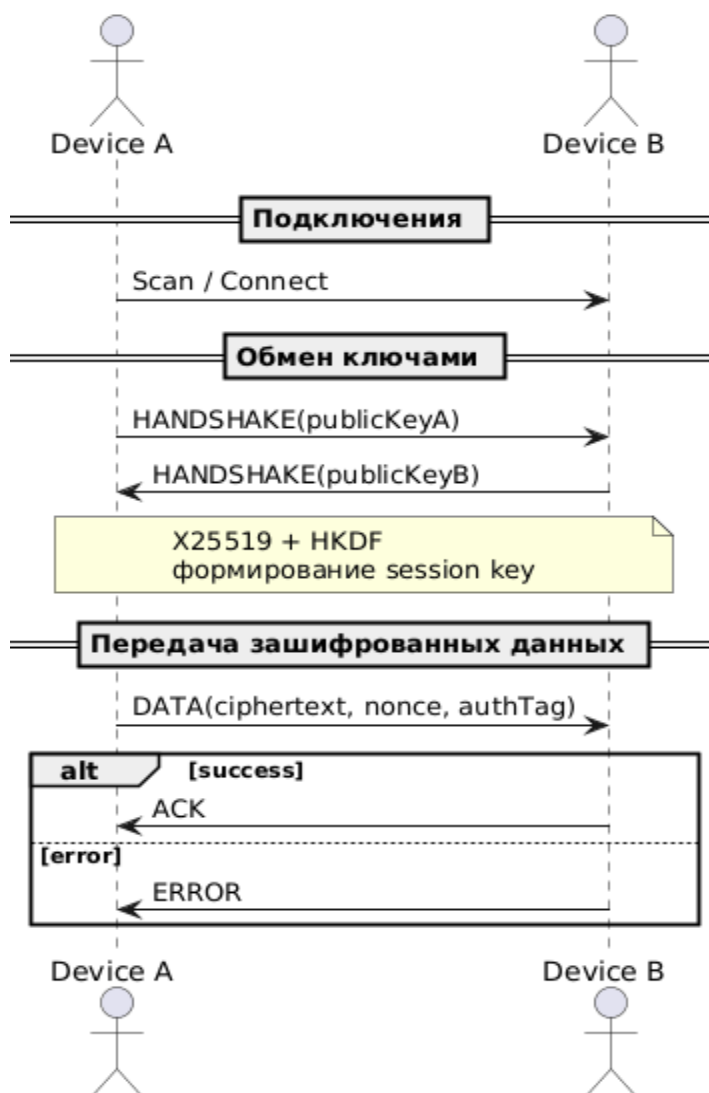 Device A
Device B
Подключения
Scan / Connect
Обмен ключами
HANDSHAKE(publicKeyA)
HANDSHAKE(publicKeyB)
X25519 + HKDF
формирование session key
Передача зашифрованных данных
DATA(ciphertext, nonce, authTag)
alt
[success]
ACK
[error]
ERROR
Device A
Device B